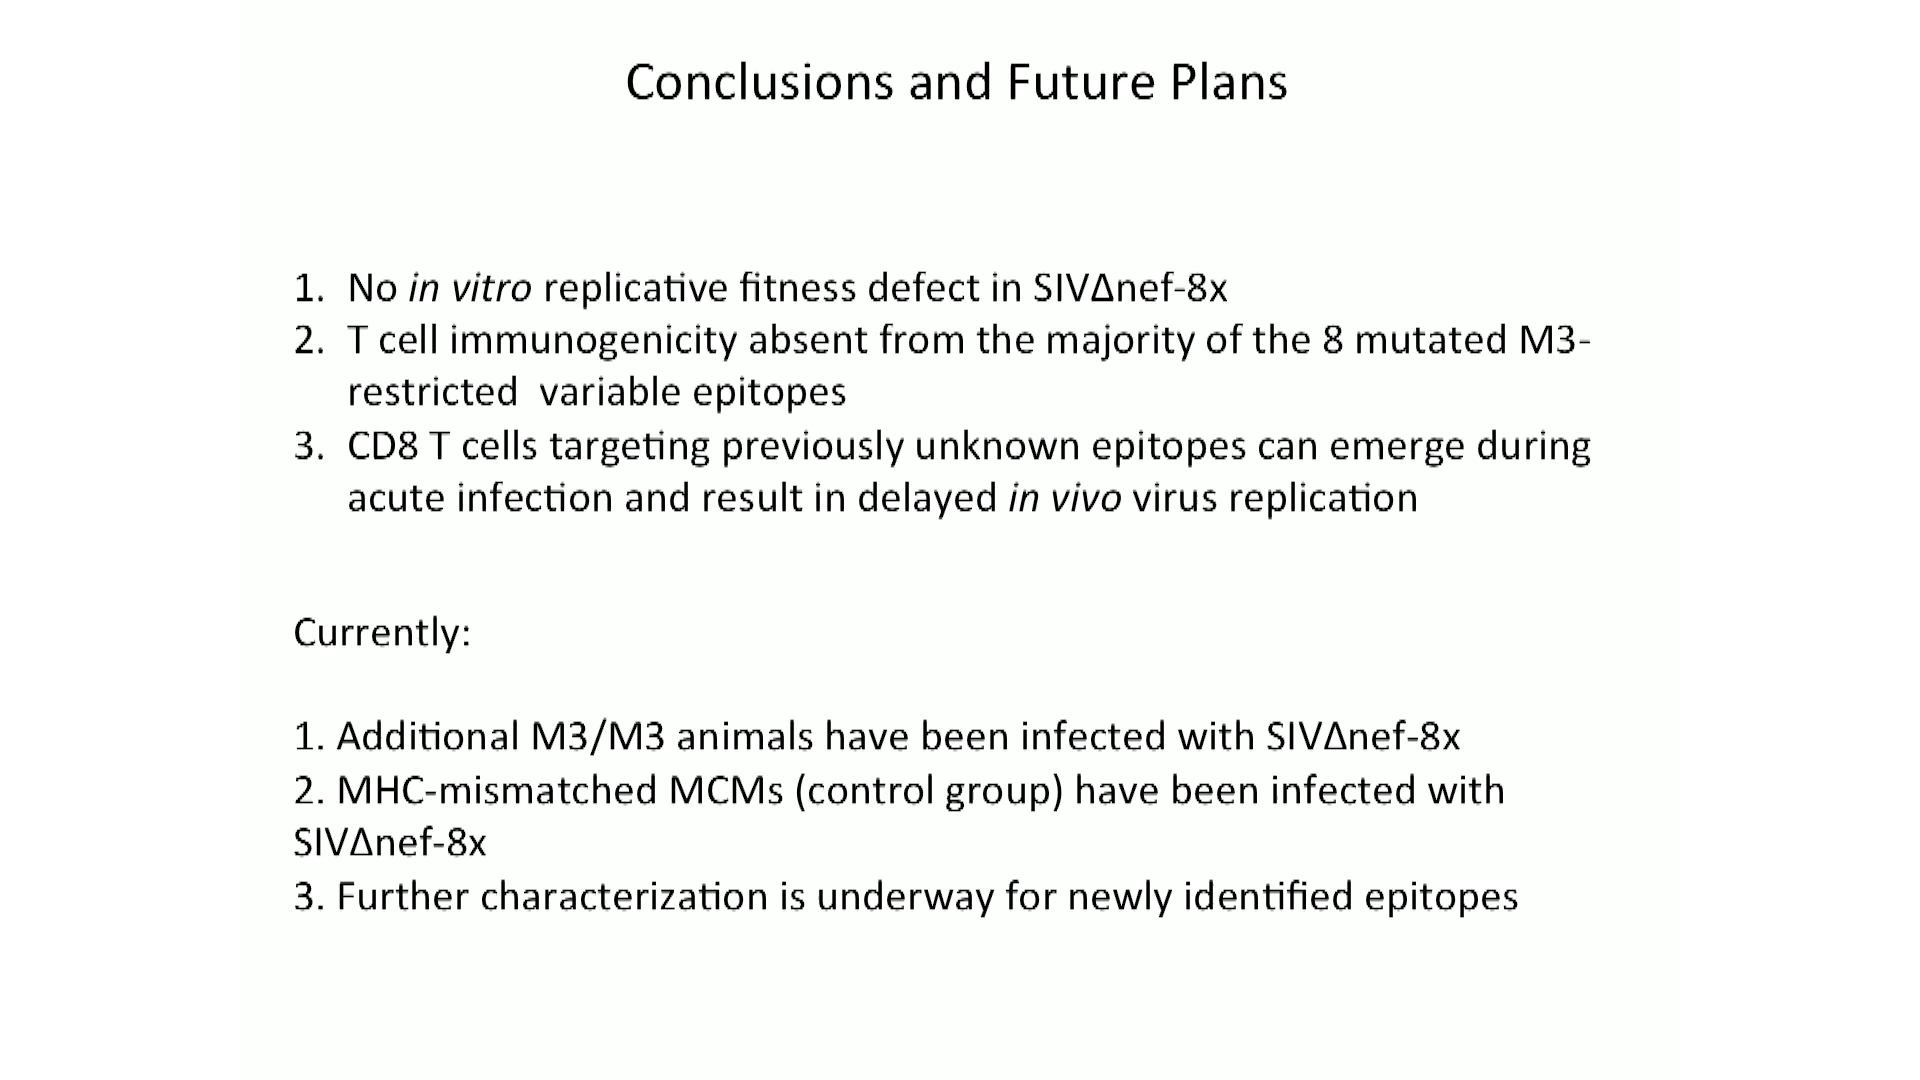 Conclusions and Future Plans
1. No in vitro replicative fitness defect in SIVΔnef-8x
2. T cell immunogenicity absent from the majority of the 8 mutated M3-
restricted variable epitopes
3. CD8 T cells targeting previously unknown epitopes can emerge during
acute infection and result in delayed in vivo virus replication
Currently:
1. Additional M3/M3 animals have been infected with SIVΔnef-8x
2. MHC-mismatched MCMs (control group) have been infected with
SIVΔnef-8x
3. Further characterization is underway for newly identified epitopes